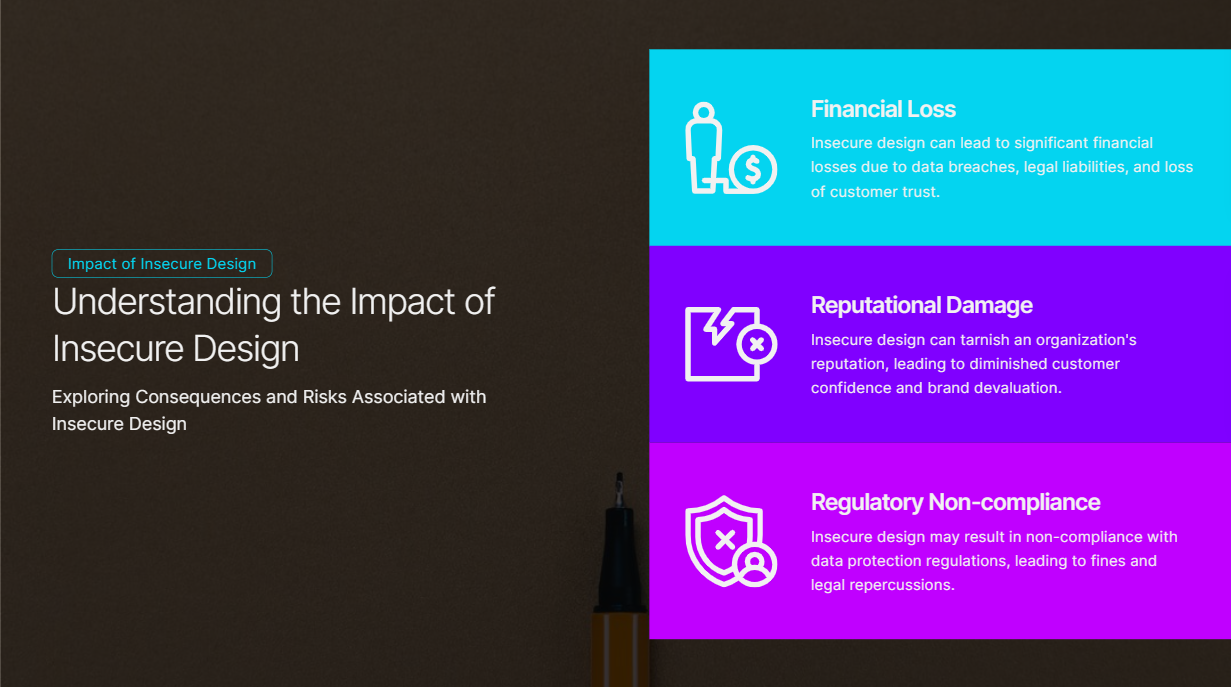 Impact of Insecure Design
Understanding the Impact of
Insecure Design
Exploring Consequences and Risks Associated with
Insecure Design
Financial Loss
Insecure design can lead to significant financial
losses due to data breaches, legal liabilities, and loss
of customer trust.
$
Reputational Damage
Insecure design can tarnish an organization's
reputation, leading to diminished customer
confidence and brand devaluation.
Regulatory Non-compliance
Insecure design may result in non-compliance with
data protection regulations, leading to fines and
legal repercussions.